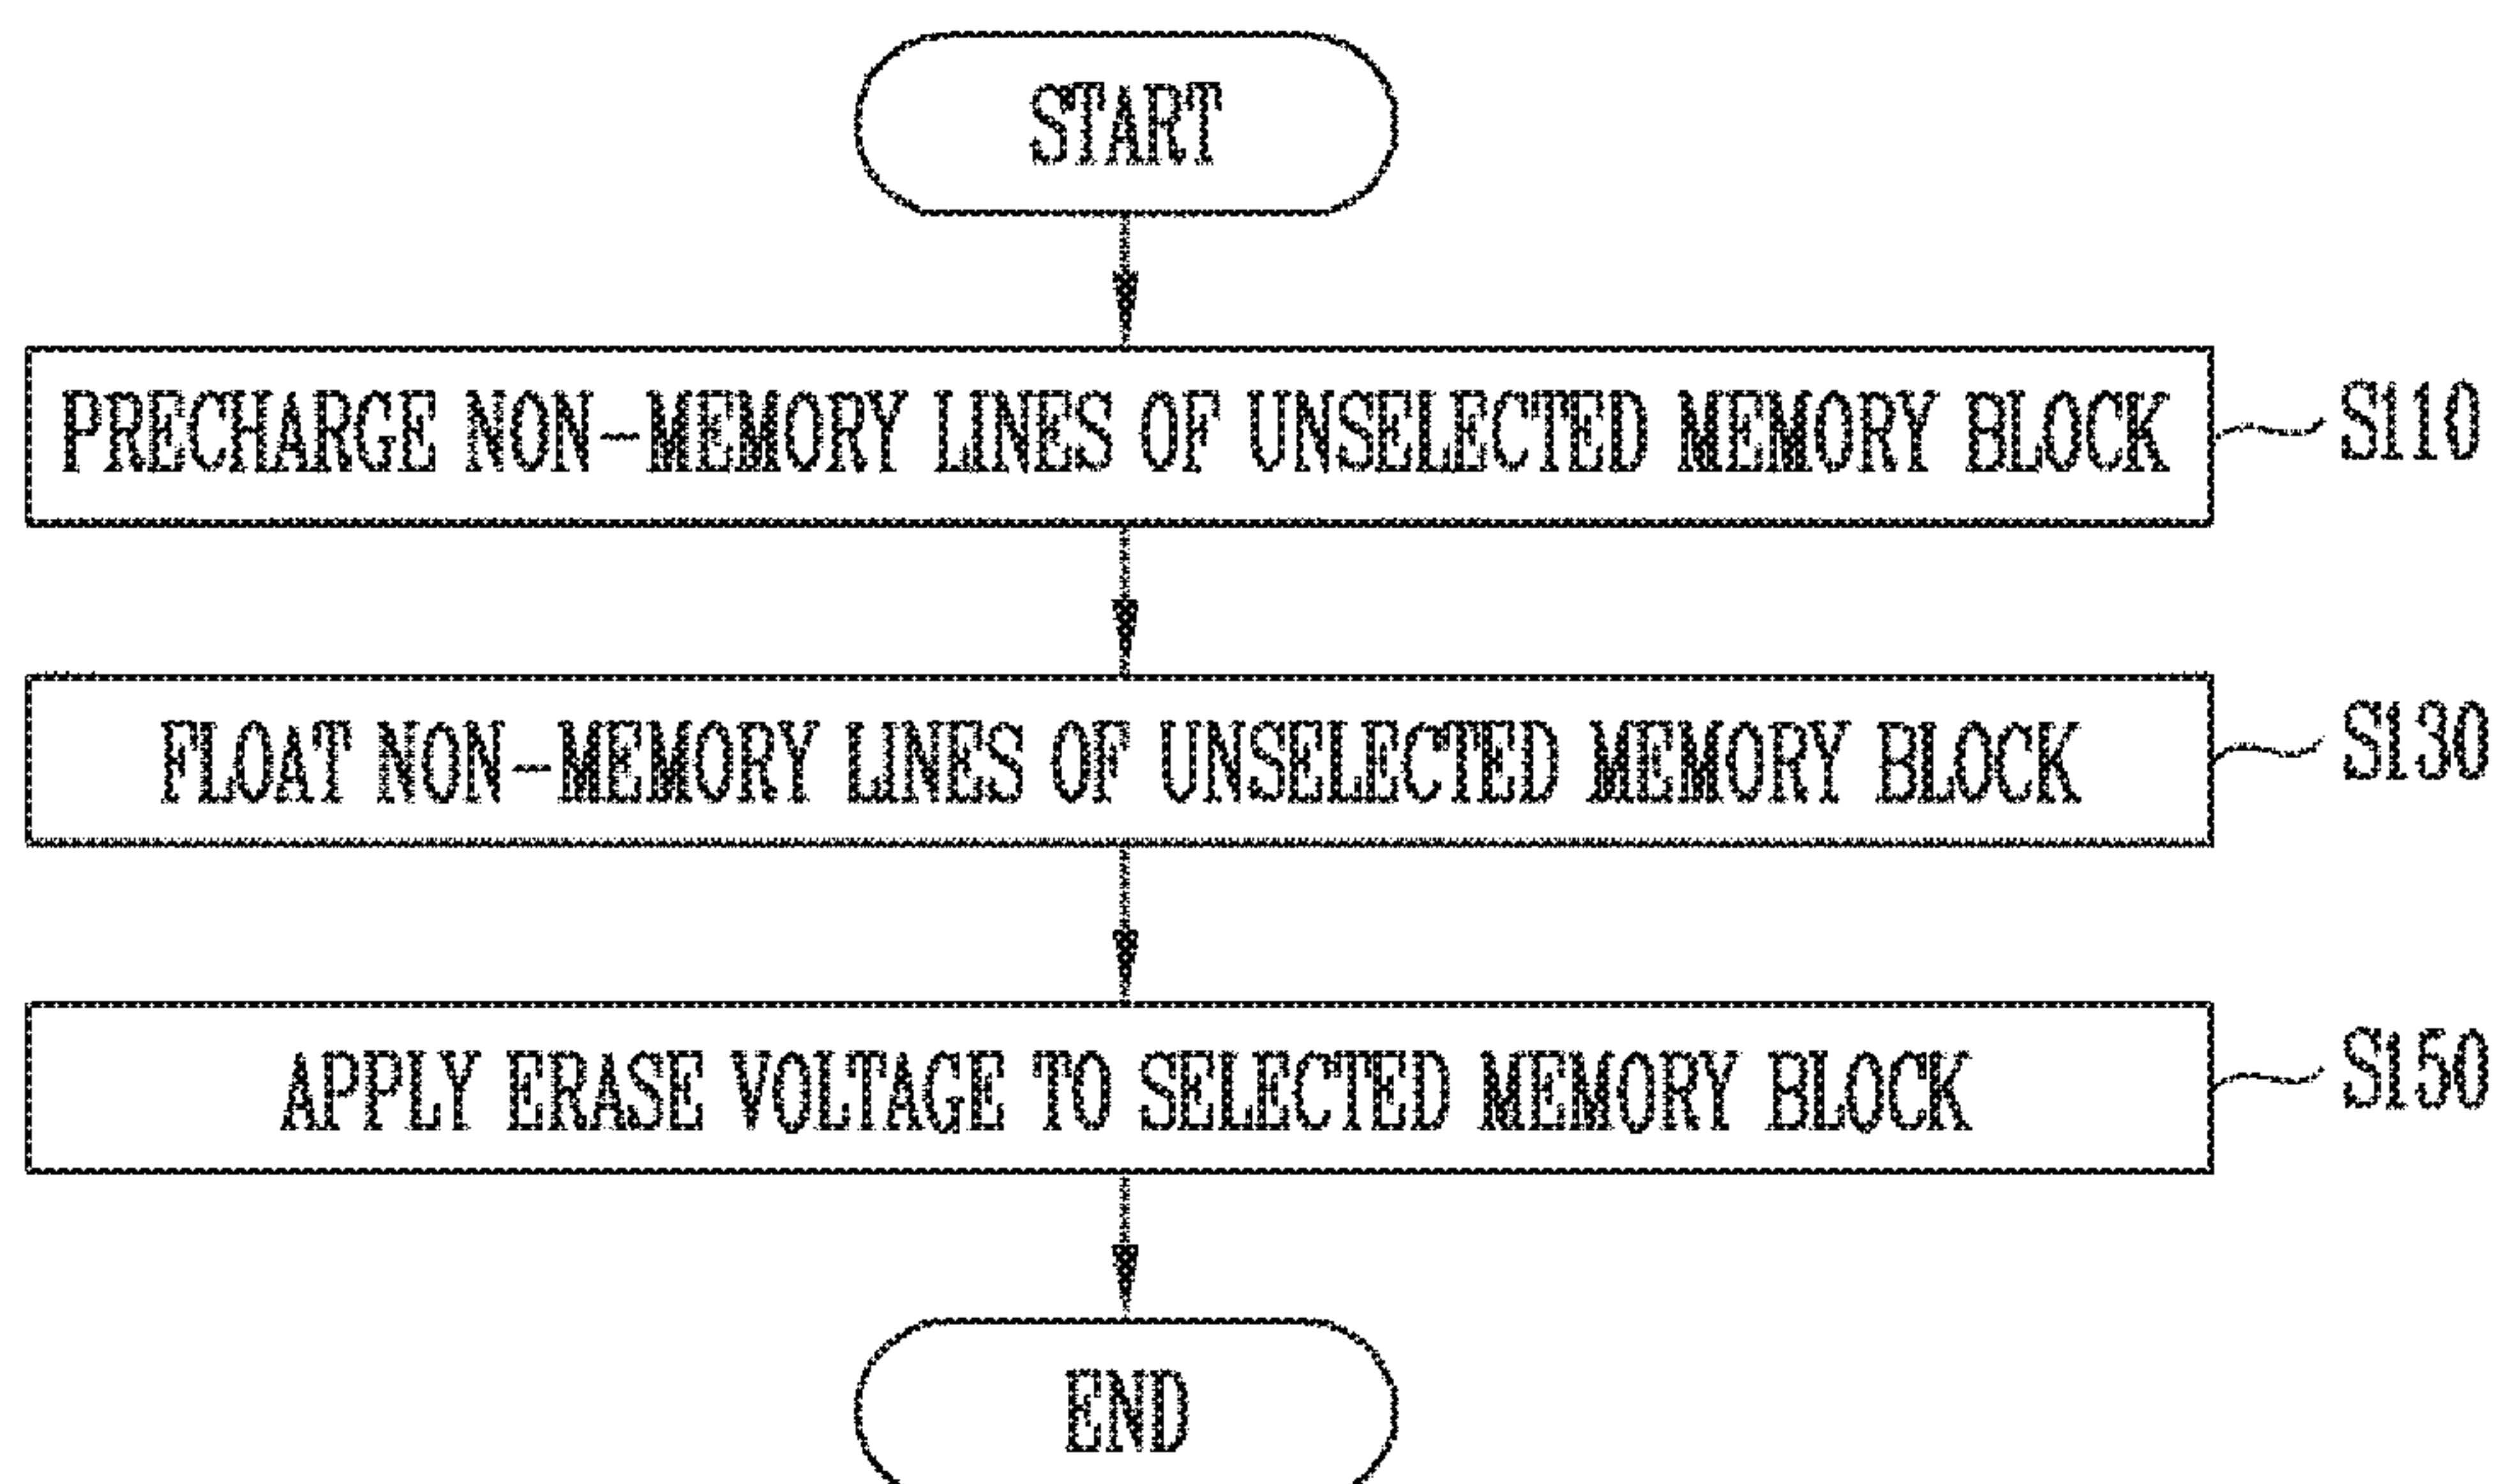 START
PRECHARGE NON-MEMORY LINES OF UNSELECTED MEMORY BLOCK
S110
FLOAT NON-MEMORY LINES OF UNSELECTED MEMORY BLOCK
S130
APPLY ERASE VOLTAGE TO SELECTED MEMORY BLOCK
S150
END